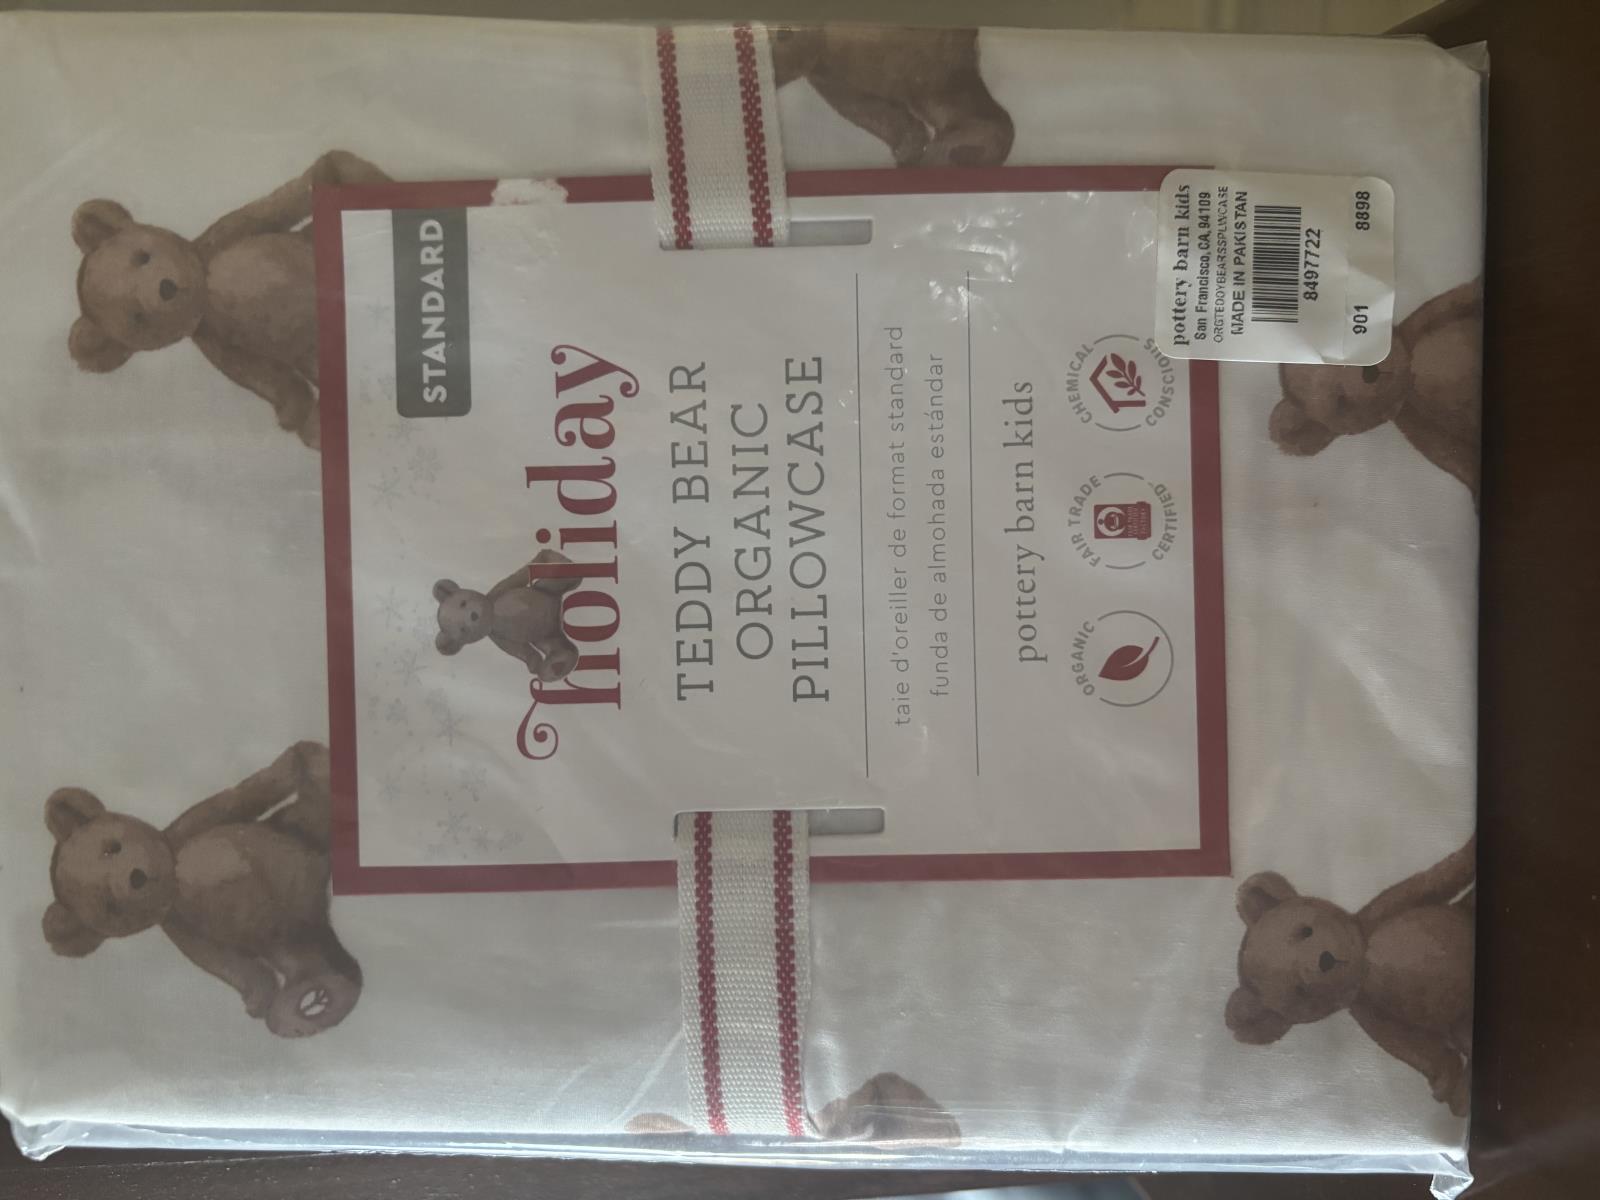 STANDARD
holiday
TEDDY BEAR
ORGANIC
PILLOWCASE
taie d'oreiller de format standard
funda de almohada estándar
pottery barn kids
ORGANIC
FAIR TRADE
CERTIFIED
CHEMICAL
CONSCIOUS
pottery barn kids
San Francisco, CA, 94109
ORGTEDDYBEARSSPLWCASE
MADE IN PAKISTAN
8497722
901 8898